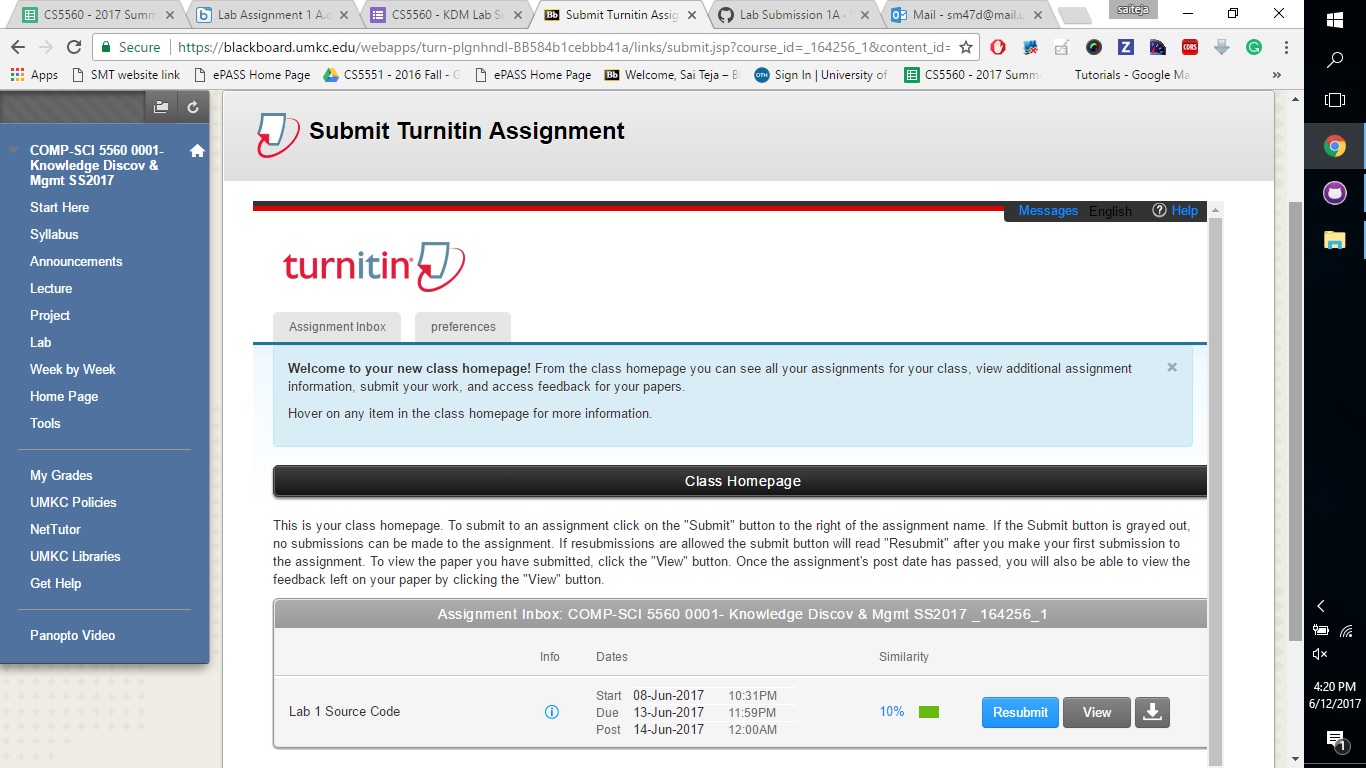 saiteja
CS5560 - 2017 Summ
Lab Assignment 1 A.d
CS5560 - KDM Lab Su
Submit Turnitin Assig
Lab Submission 1A · S
Mail - sm47d@mail.u
Secure https://blackboard.umkc.edu/webapps/turn-plgnhndl-BB584b1cebbb41a/links/submit.jsp?course_id=_164256_1&content_id=
Apps SMT website link ePASS Home Page CS5551 - 2016 Fall - G ePASS Home Page Bb Welcome, Sai Teja – B OTH Sign In | University of CS5560 - 2017 Summ Tutorials - Google Ma »
COMP-SCI 5560 0001-
Knowledge Discov &
Mgmt SS2017
Start Here
Syllabus
Announcements
Lecture
Project
Lab
Week by Week
Home Page
Tools
My Grades
UMKC Policies
NetTutor
UMKC Libraries
Get Help
Panopto Video
Submit Turnitin Assignment
Messages English Help
turnitin
Assignment Inbox preferences
Welcome to your new class homepage! From the class homepage you can see all your assignments for your class, view additional assignment
information, submit your work, and access feedback for your papers.
Hover on any item in the class homepage for more information.
Class Homepage
This is your class homepage. To submit to an assignment click on the "Submit" button to the right of the assignment name. If the Submit button is grayed out,
no submissions can be made to the assignment. If resubmissions are allowed the submit button will read "Resubmit" after you make your first submission to
the assignment. To view the paper you have submitted, click the "View" button. Once the assignment's post date has passed, you will also be able to view the
feedback left on your paper by clicking the "View" button.
Assignment Inbox: COMP-SCI 5560 0001- Knowledge Discov & Mgmt SS2017 _164256_1
Info Dates Similarity
Start 08-Jun-2017 10:31PM
Lab 1 Source Code Due 13-Jun-2017 11:59PM 10% Resubmit View
Post 14-Jun-2017 12:00AM
4:20 PM
6/12/2017
1